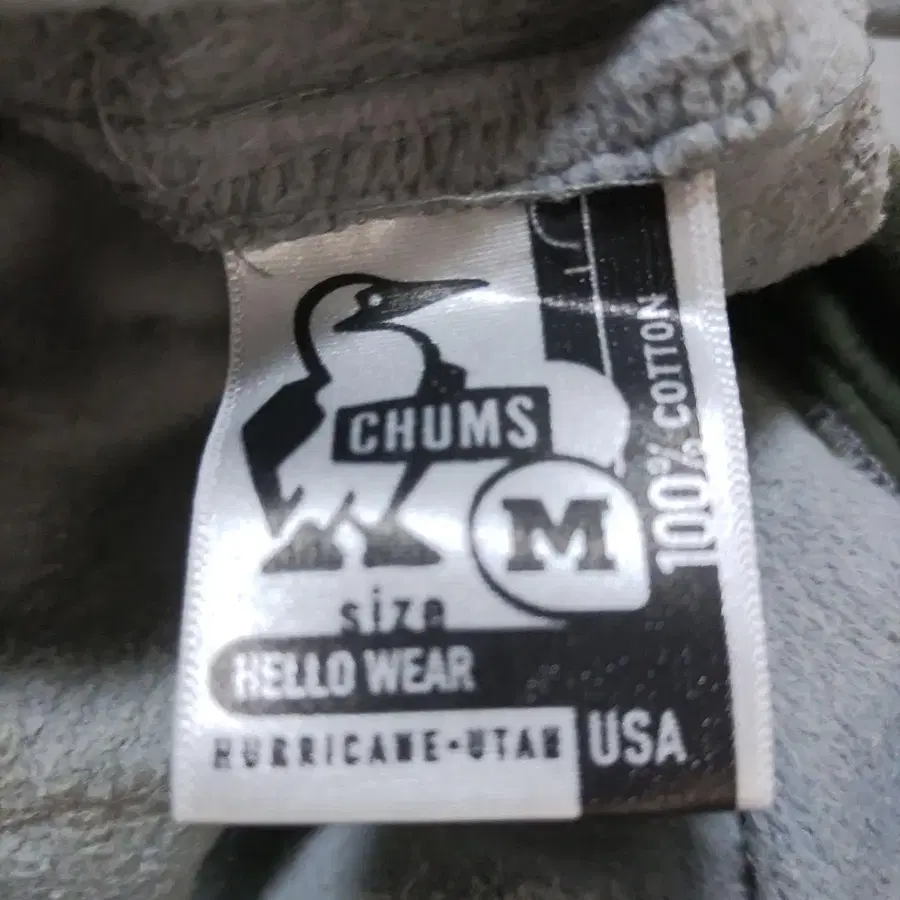 CHUMS
M
100% COTTON
size
HELLO WEAR
HURRICANE-UTAH
USA